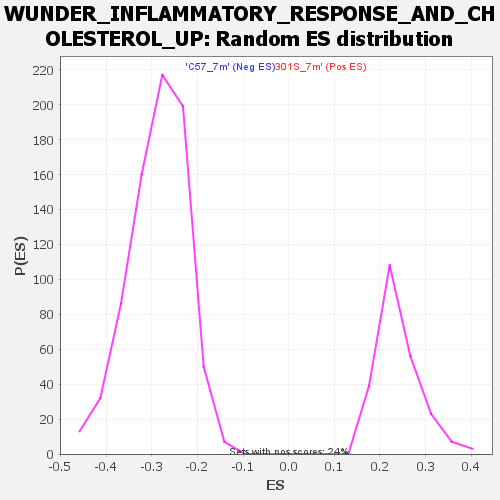 WUNDER_INFLAMMATORY_RESPONSE_AND_CH
OLESTEROL_UP: Random ES distribution
'C57_7m' (Neg ES)301S_7m' (Pos ES)
220
200
180
160
140
120
100
80
60
40
20
0
P(ES)
Sets with pos scores: 24%
-0.5 -0.4 -0.3 -0.2 -0.1 0.0 0.1 0.2 0.3 0.4
ES